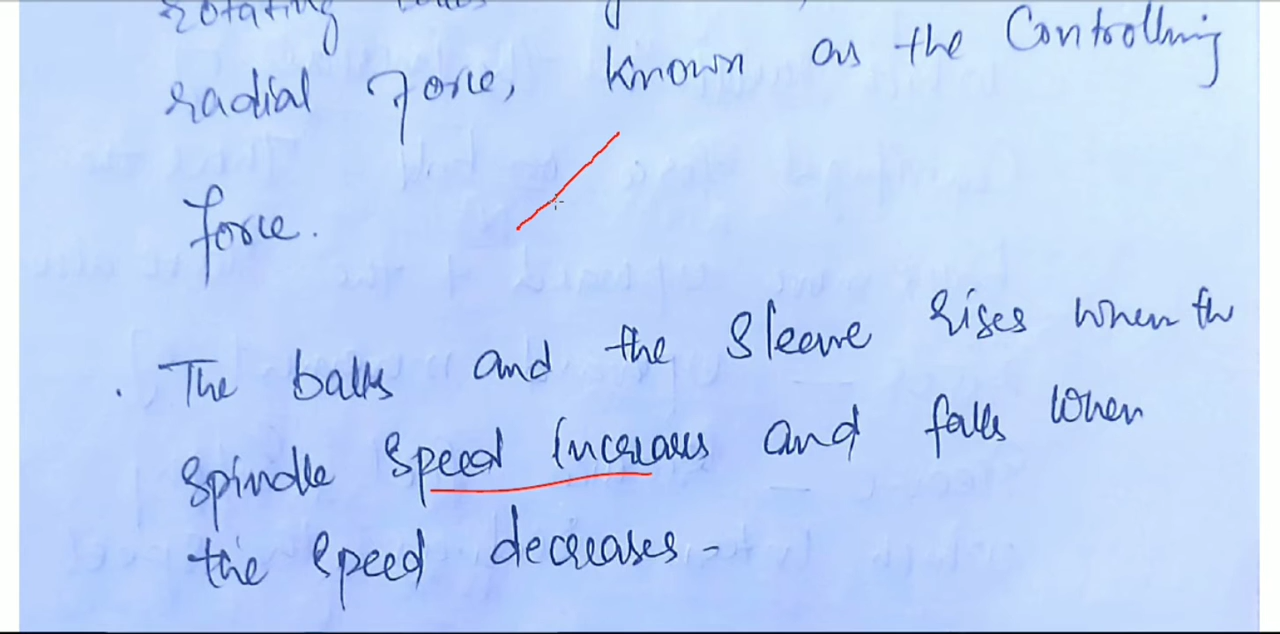 rotating
radial force, known as the Controlling
force.
. The balls and the sleeve rises when the
spindle speed increases and falls when
the speed decreases -